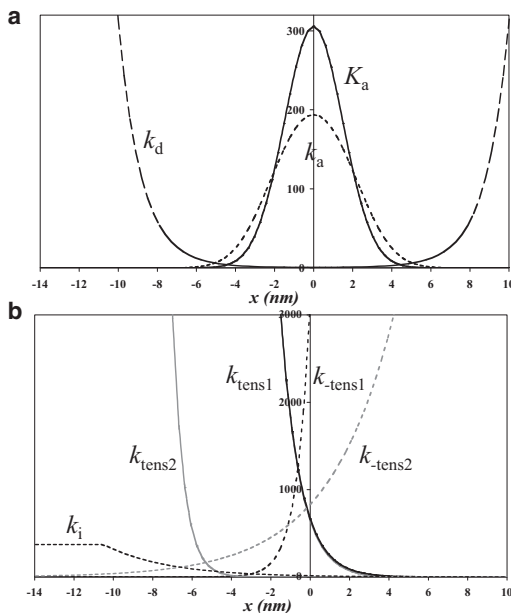 a
300
200
100
0
K_a
k_a
k_d
-14 -12 -10 -8 -6 -4 -2 0 2 4 6 8 10
x (nm)
b
3000
2000
1000
0
k_tens1
k_-tens1
k_tens2
k_-tens2
k_i
-14 -12 -10 -8 -6 -4 -2 0 2 4 6 8 10
x (nm)